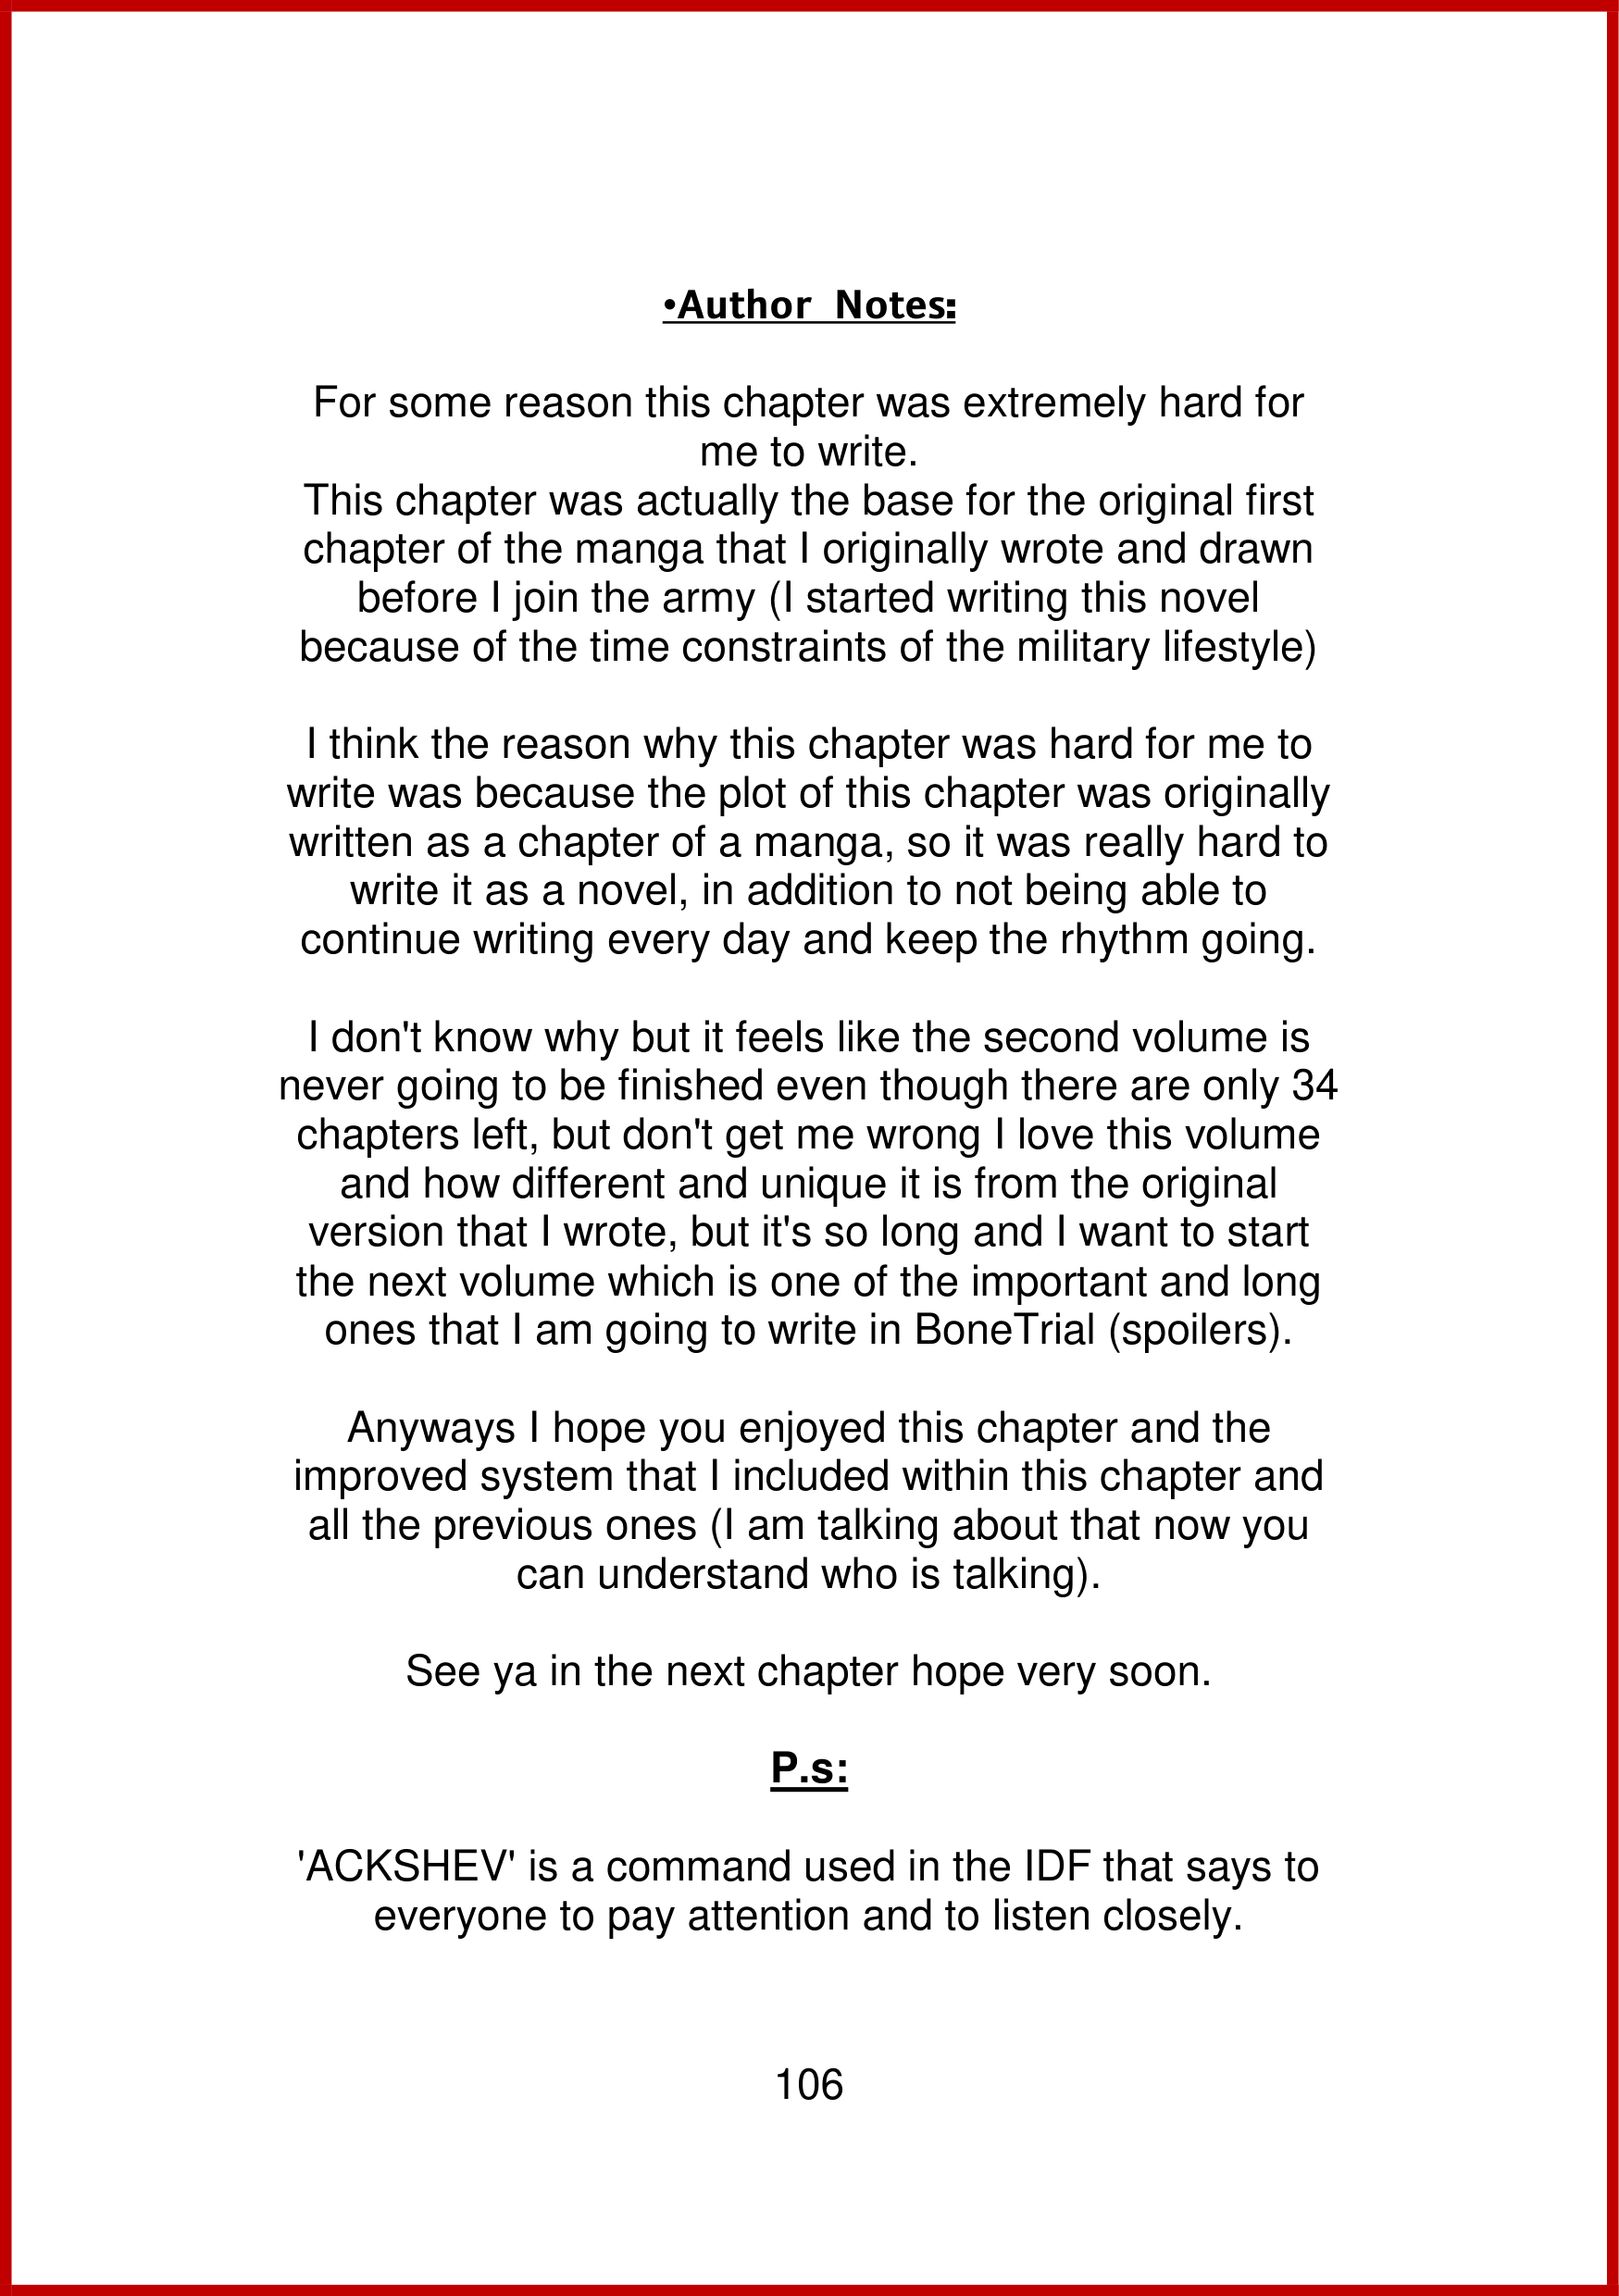 •Author Notes:
For some reason this chapter was extremely hard for
me to write.
This chapter was actually the base for the original first
chapter of the manga that I originally wrote and drawn
before I join the army (I started writing this novel
because of the time constraints of the military lifestyle)
I think the reason why this chapter was hard for me to
write was because the plot of this chapter was originally
written as a chapter of a manga, so it was really hard to
write it as a novel, in addition to not being able to
continue writing every day and keep the rhythm going.
I don't know why but it feels like the second volume is
never going to be finished even though there are only 34
chapters left, but don't get me wrong I love this volume
and how different and unique it is from the original
version that I wrote, but it's so long and I want to start
the next volume which is one of the important and long
ones that I am going to write in BoneTrial (spoilers).
Anyways I hope you enjoyed this chapter and the
improved system that I included within this chapter and
all the previous ones (I am talking about that now you
can understand who is talking).
See ya in the next chapter hope very soon.
P.s:
'ACKSHEV' is a command used in the IDF that says to
everyone to pay attention and to listen closely.
106